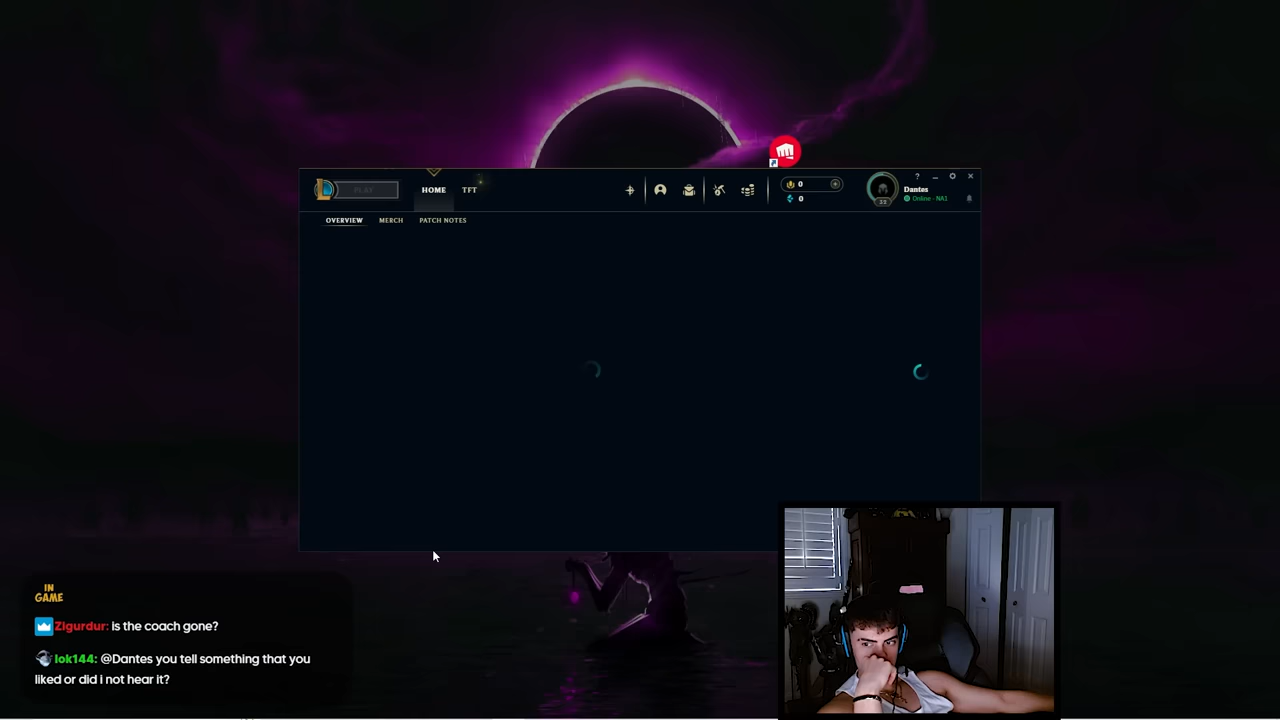 PLAY
HOME
TFT
0
0
?
Dantes
Online - NA1
OVERVIEW
MERCH
PATCH NOTES
IN
GAME
Zigurdur: is the coach gone?
lok144: @Dantes you tell something that you
liked or did i not hear it?